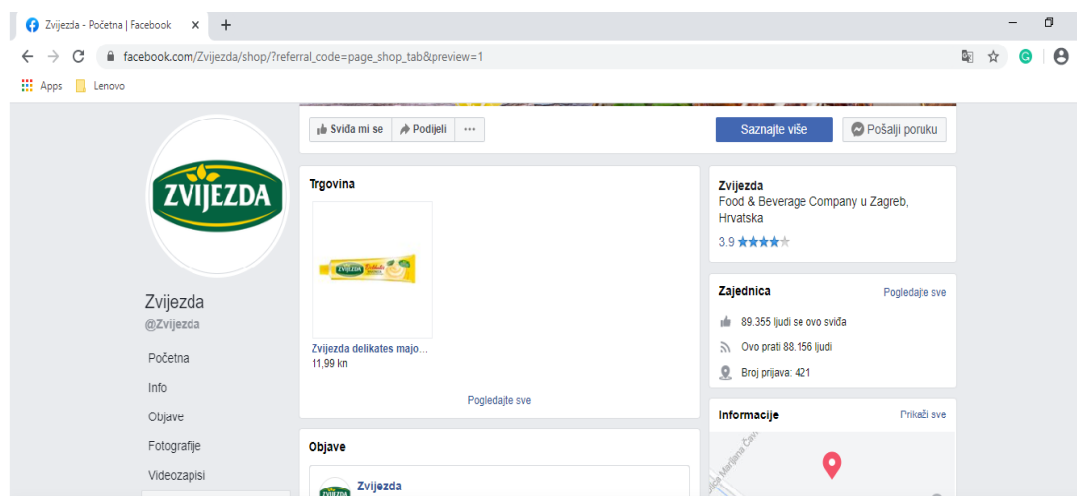 Zvijezda - Početna | Facebook
facebook.com/Zvijezda/shop/?referral_code=page_shop_tab&preview=1
Apps Lenovo
Sviđa mi se Podijeli ...
Saznajte više Pošalji poruku
ZVIJEZDA
Zvijezda
@Zvijezda
Početna
Info
Objave
Fotografije
Videozapisi
Trgovina
ZVIJEZDA
Zvijezda delikates majo...
11,99 kn
Pogledajte sve
Objave
ZVIJEZDA
Zvijezda
Zvijezda
Food & Beverage Company u Zagreb,
Hrvatska
3.9
Zajednica Pogledajte sve
89.355 ljudi se ovo sviđa
Ovo prati 88.156 ljudi
Broj prijava: 421
Informacije Prikaži sve